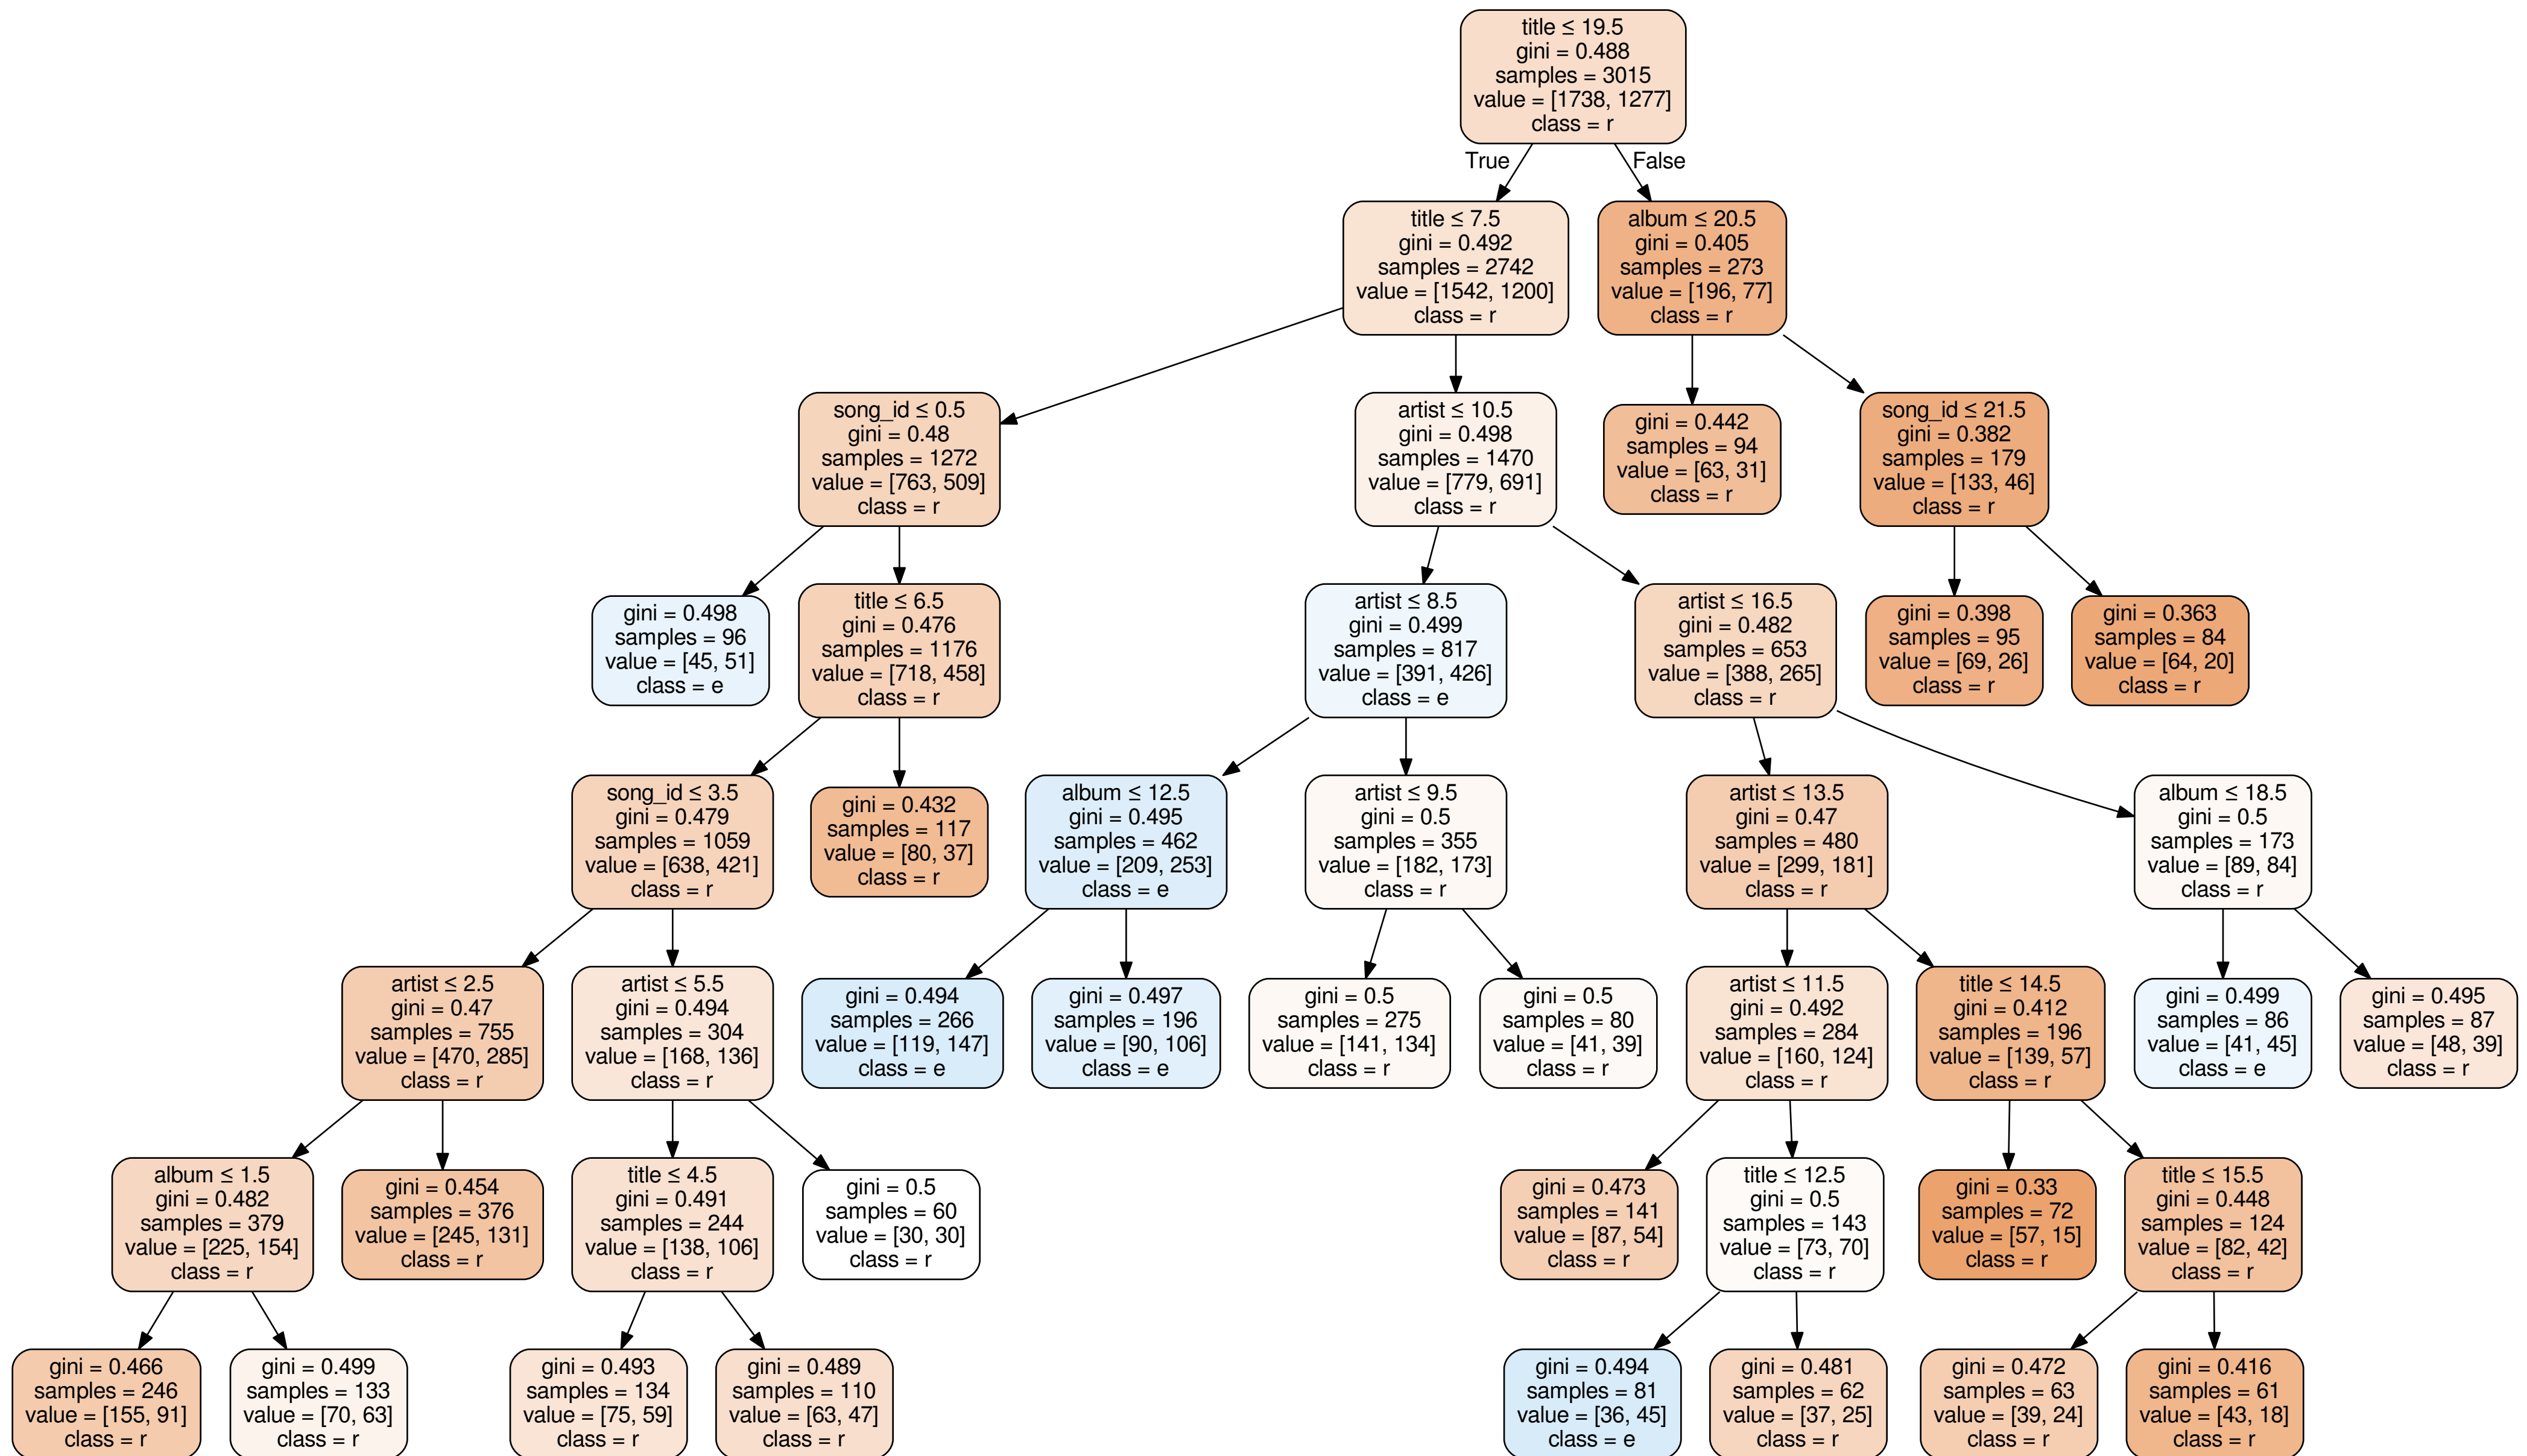 title ≤ 19.5
gini = 0.488
samples = 3015
value = [1738, 1277]
class = r
True
False
title ≤ 7.5
gini = 0.492
samples = 2742
value = [1542, 1200]
class = r
album ≤ 20.5
gini = 0.405
samples = 273
value = [196, 77]
class = r
song_id ≤ 0.5
gini = 0.48
samples = 1272
value = [763, 509]
class = r
artist ≤ 10.5
gini = 0.498
samples = 1470
value = [779, 691]
class = r
gini = 0.442
samples = 94
value = [63, 31]
class = r
song_id ≤ 21.5
gini = 0.382
samples = 179
value = [133, 46]
class = r
gini = 0.498
samples = 96
value = [45, 51]
class = e
title ≤ 6.5
gini = 0.476
samples = 1176
value = [718, 458]
class = r
artist ≤ 8.5
gini = 0.499
samples = 817
value = [391, 426]
class = e
artist ≤ 16.5
gini = 0.482
samples = 653
value = [388, 265]
class = r
gini = 0.398
samples = 95
value = [69, 26]
class = r
gini = 0.363
samples = 84
value = [64, 20]
class = r
song_id ≤ 3.5
gini = 0.479
samples = 1059
value = [638, 421]
class = r
gini = 0.432
samples = 117
value = [80, 37]
class = r
album ≤ 12.5
gini = 0.495
samples = 462
value = [209, 253]
class = e
artist ≤ 9.5
gini = 0.5
samples = 355
value = [182, 173]
class = r
artist ≤ 13.5
gini = 0.47
samples = 480
value = [299, 181]
class = r
album ≤ 18.5
gini = 0.5
samples = 173
value = [89, 84]
class = r
artist ≤ 2.5
gini = 0.47
samples = 755
value = [470, 285]
class = r
artist ≤ 5.5
gini = 0.494
samples = 304
value = [168, 136]
class = r
gini = 0.494
samples = 266
value = [119, 147]
class = e
gini = 0.497
samples = 196
value = [90, 106]
class = e
gini = 0.5
samples = 275
value = [141, 134]
class = r
gini = 0.5
samples = 80
value = [41, 39]
class = r
artist ≤ 11.5
gini = 0.492
samples = 284
value = [160, 124]
class = r
title ≤ 14.5
gini = 0.412
samples = 196
value = [139, 57]
class = r
gini = 0.499
samples = 86
value = [41, 45]
class = e
gini = 0.495
samples = 87
value = [48, 39]
class = r
album ≤ 1.5
gini = 0.482
samples = 379
value = [225, 154]
class = r
gini = 0.454
samples = 376
value = [245, 131]
class = r
title ≤ 4.5
gini = 0.491
samples = 244
value = [138, 106]
class = r
gini = 0.5
samples = 60
value = [30, 30]
class = r
gini = 0.473
samples = 141
value = [87, 54]
class = r
title ≤ 12.5
gini = 0.5
samples = 143
value = [73, 70]
class = r
gini = 0.33
samples = 72
value = [57, 15]
class = r
title ≤ 15.5
gini = 0.448
samples = 124
value = [82, 42]
class = r
gini = 0.466
samples = 246
value = [155, 91]
class = r
gini = 0.499
samples = 133
value = [70, 63]
class = r
gini = 0.493
samples = 134
value = [75, 59]
class = r
gini = 0.489
samples = 110
value = [63, 47]
class = r
gini = 0.494
samples = 81
value = [36, 45]
class = e
gini = 0.481
samples = 62
value = [37, 25]
class = r
gini = 0.472
samples = 63
value = [39, 24]
class = r
gini = 0.416
samples = 61
value = [43, 18]
class = r